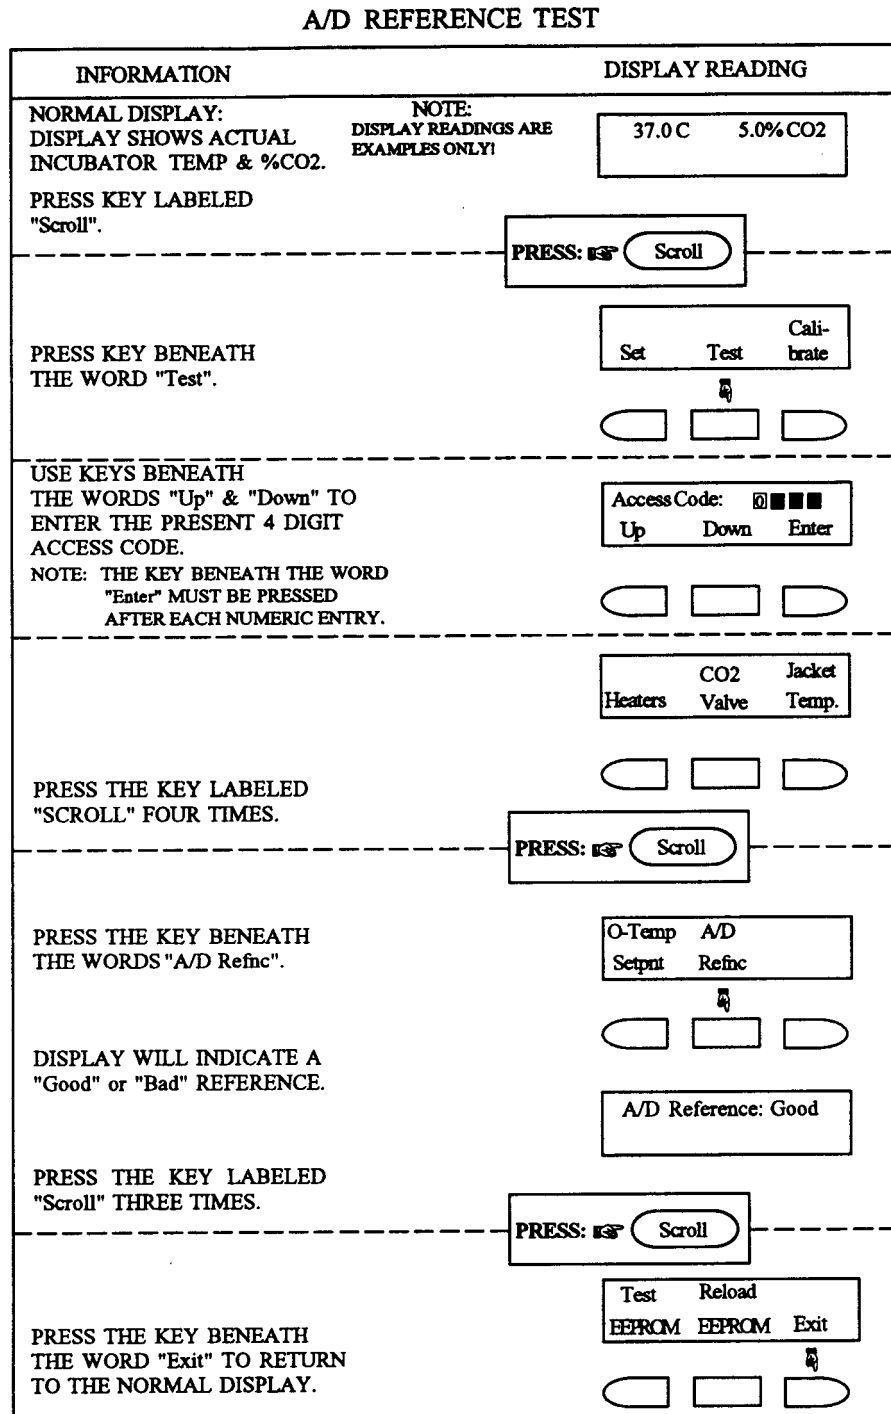 A/D REFERENCE TEST
INFORMATION
DISPLAY READING
NORMAL DISPLAY:
DISPLAY SHOWS ACTUAL
INCUBATOR TEMP & %CO2.
NOTE:
DISPLAY READINGS ARE
EXAMPLES ONLY!
37.0 C 5.0% CO2
PRESS KEY LABELED
"Scroll".
PRESS: Scroll
PRESS KEY BENEATH
THE WORD "Test".
Cali-
Set Test brate
USE KEYS BENEATH
THE WORDS "Up" & "Down" TO
ENTER THE PRESENT 4 DIGIT
ACCESS CODE.
NOTE: THE KEY BENEATH THE WORD
"Enter" MUST BE PRESSED
AFTER EACH NUMERIC ENTRY.
Access Code: 0
Up Down Enter
CO2 Jacket
Heaters Valve Temp.
PRESS THE KEY LABELED
"SCROLL" FOUR TIMES.
PRESS: Scroll
PRESS THE KEY BENEATH
THE WORDS "A/D Refnc".
O-Temp A/D
Setpnt Refnc
DISPLAY WILL INDICATE A
"Good" or "Bad" REFERENCE.
A/D Reference: Good
PRESS THE KEY LABELED
"Scroll" THREE TIMES.
PRESS: Scroll
Test Reload
EEPROM EEPROM Exit
PRESS THE KEY BENEATH
THE WORD "Exit" TO RETURN
TO THE NORMAL DISPLAY.